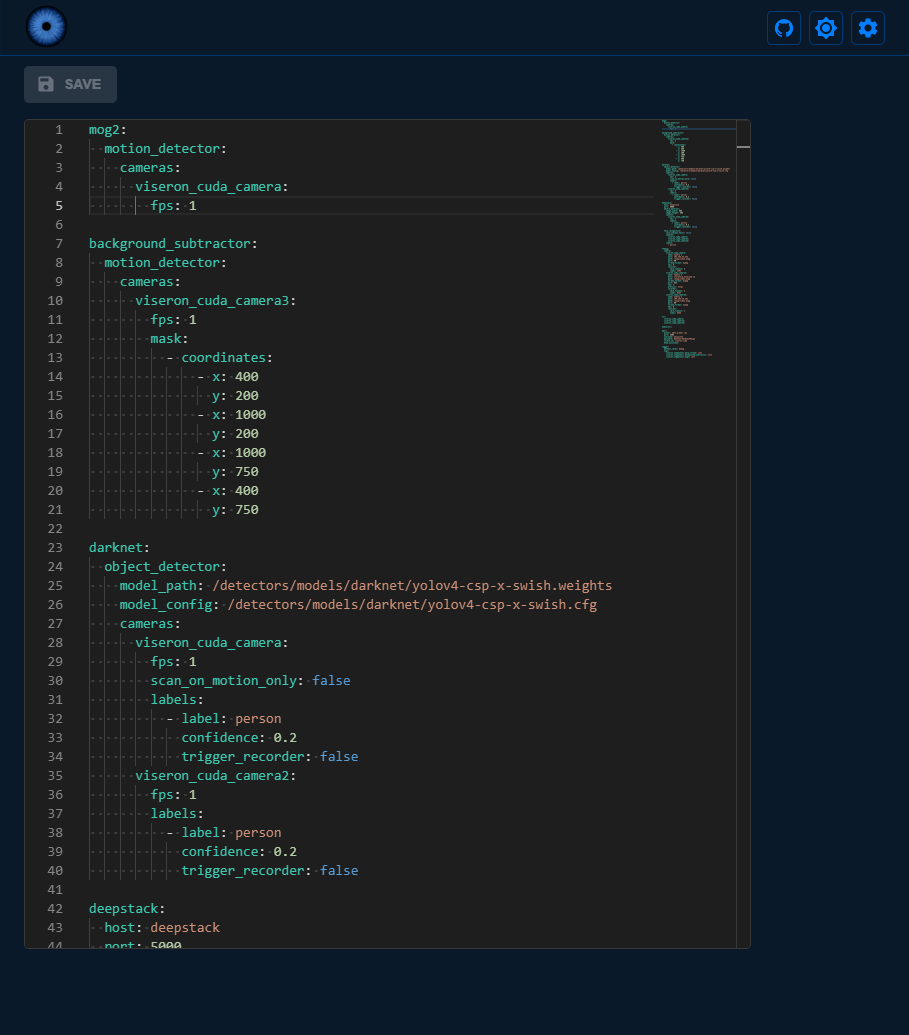 SAVE
1 mog2:
2 motion_detector:
3 cameras:
4 viseron_cuda_camera:
5 fps: 1
6
7 background_subtractor:
8 motion_detector:
9 cameras:
10 viseron_cuda_camera3:
11 fps: 1
12 mask:
13 - coordinates:
14 - x: 400
15 y: 200
16 - x: 1000
17 y: 200
18 - x: 1000
19 y: 750
20 - x: 400
21 y: 750
22
23 darknet:
24 object_detector:
25 model_path: /detectors/models/darknet/yolov4-csp-x-swish.weights
26 model_config: /detectors/models/darknet/yolov4-csp-x-swish.cfg
27 cameras:
28 viseron_cuda_camera:
29 fps: 1
30 scan_on_motion_only: false
31 labels:
32 - label: person
33 confidence: 0.2
34 trigger_recorder: false
35 viseron_cuda_camera2:
36 fps: 1
37 labels:
38 - label: person
39 confidence: 0.2
40 trigger_recorder: false
41
42 deepstack:
43 host: deepstack
44 port: 5000